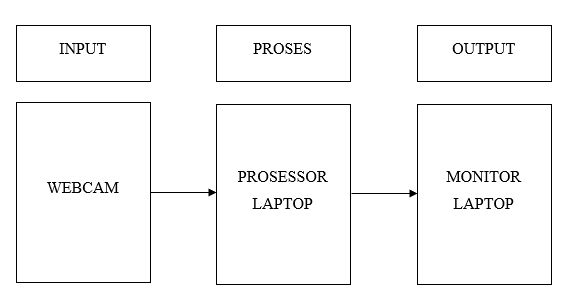 INPUT
PROSES
OUTPUT
WEBCAM
PROSESSOR
LAPTOP
MONITOR
LAPTOP